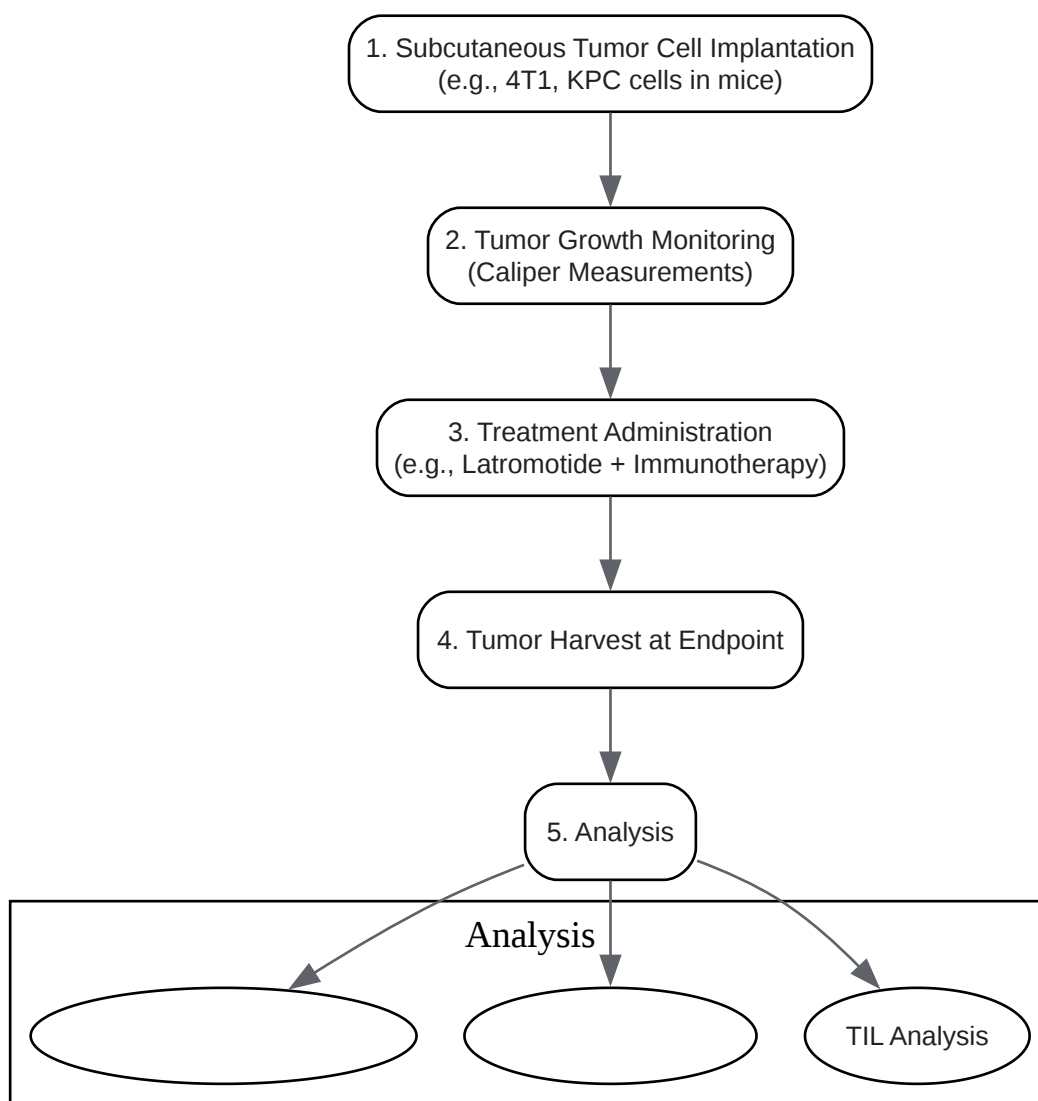 1. Subcutaneous Tumor Cell Implantation
(e.g., 4T1, KPC cells in mice)
2. Tumor Growth Monitoring
(Caliper Measurements)
3. Treatment Administration
(e.g., Latromotide + Immunotherapy)
4. Tumor Harvest at Endpoint
5. Analysis
Analysis
TIL Analysis